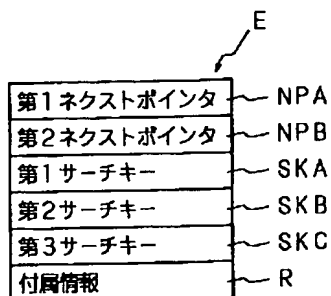 E
第1ネクストポインタ NPA
第2ネクストポインタ NPB
第1サーチキー SKA
第2サーチキー SKB
第3サーチキー SKC
付属情報 R